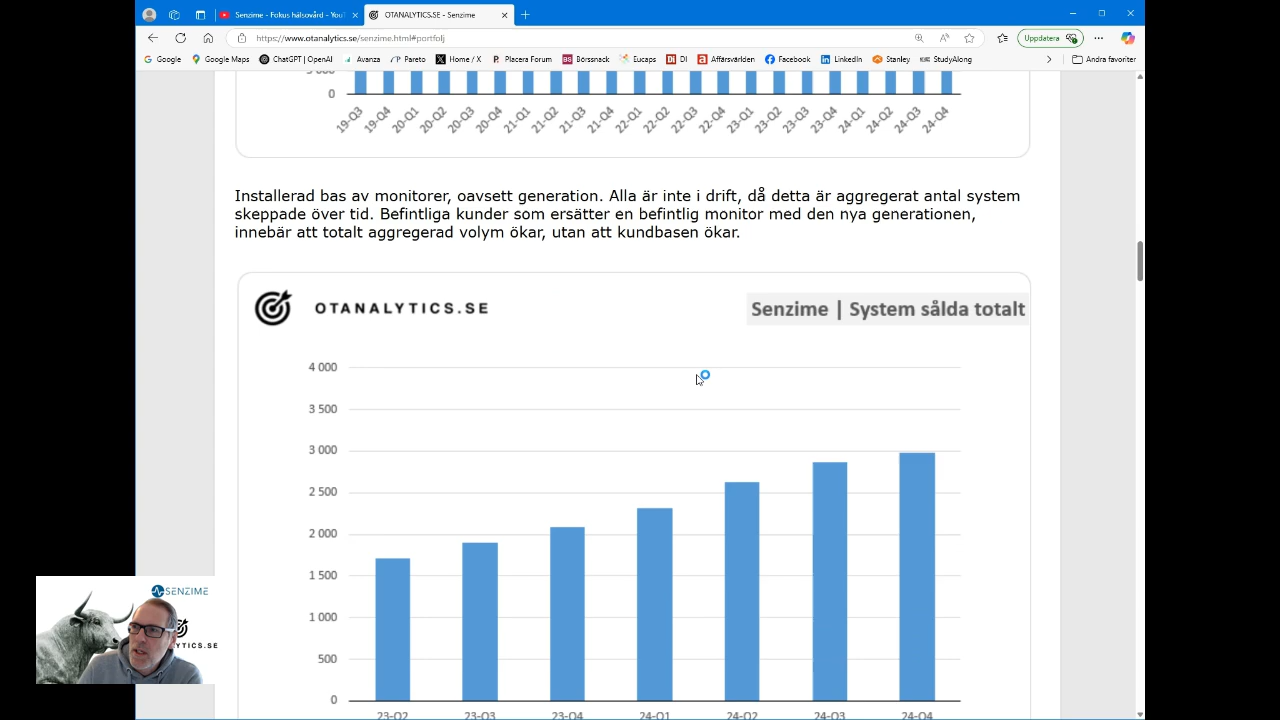 Senzime - Fokus hälsovård - YouT
OTANALYTICS.SE - Senzime
https://www.otanalytics.se/senzime.html#portfolj
Uppdatera
Google
Google Maps
ChatGPT | OpenAI
Avanza
Pareto
Home / X
Placera Forum
Börssnack
Eucaps
DI
Affärsvärlden
Facebook
LinkedIn
Stanley
StudyAlong
Andra favoriter
0
19-Q3 19-Q4 20-Q1 20-Q2 20-Q3 20-Q4 21-Q1 21-Q2 21-Q3 21-Q4 22-Q1 22-Q2 22-Q3 22-Q4 23-Q1 23-Q2 23-Q3 23-Q4 24-Q1 24-Q2 24-Q3 24-Q4
Installerad bas av monitorer, oavsett generation. Alla är inte i drift, då detta är aggregerat antal system
skeppade över tid. Befintliga kunder som ersätter en befintlig monitor med den nya generationen,
innebär att totalt aggregerad volym ökar, utan att kundbasen ökar.
OTANALYTICS.SE
Senzime | System sålda totalt
4 000
3 500
3 000
2 500
2 000
1 500
1 000
500
0
23-Q2 23-Q3 23-Q4 24-Q1 24-Q2 24-Q3 24-Q4
SENZIME
YTICS.SE